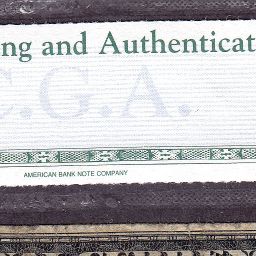 ing and Authenticat
C.G.A.
AMERICAN BANK NOTE COMPANY